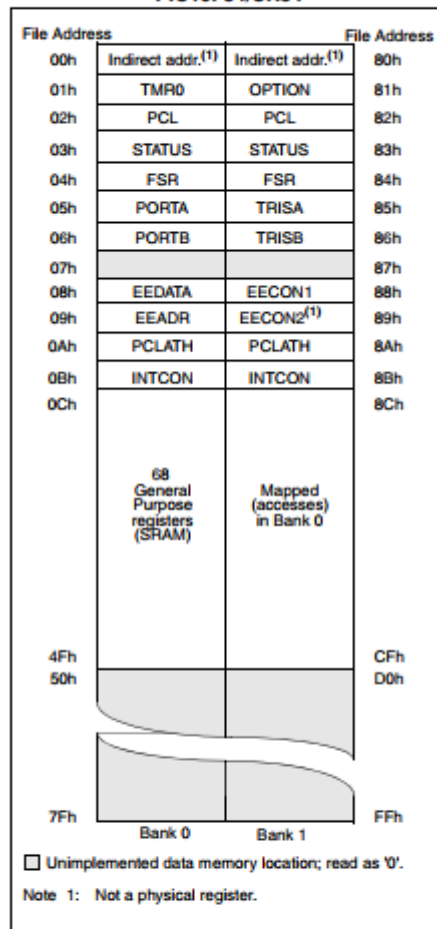 File Address File Address
00h Indirect addr.(1) Indirect addr.(1) 80h
01h TMR0 OPTION 81h
02h PCL PCL 82h
03h STATUS STATUS 83h
04h FSR FSR 84h
05h PORTA TRISA 85h
06h PORTB TRISB 86h
07h 87h
08h EEDATA EECON1 88h
09h EEADR EECON2(1) 89h
0Ah PCLATH PCLATH 8Ah
0Bh INTCON INTCON 8Bh
0Ch 8Ch
68
General
Purpose
registers
(SRAM)
Mapped
(accesses)
in Bank 0
4Fh CFh
50h D0h
7Fh FFh
Bank 0 Bank 1
Unimplemented data memory location; read as '0'.
Note 1: Not a physical register.